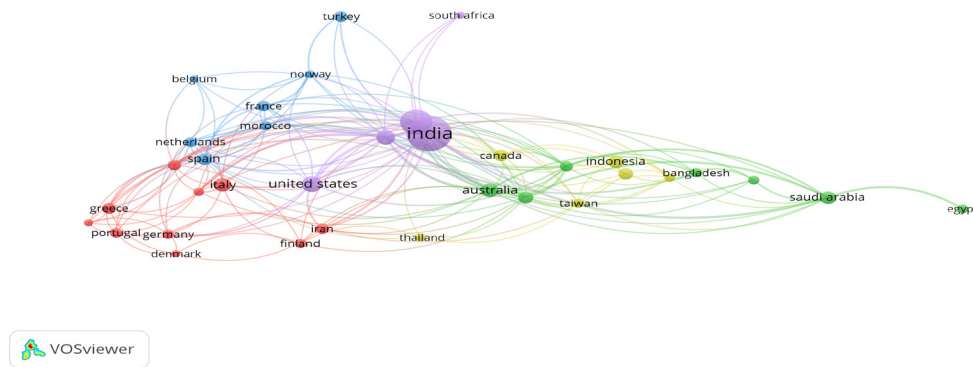 turkey
south africa
norway
belgium
france
morocco
india
netherlands
spain
canada
indonesia
bangladesh
italy
united states
australia
saudi arabia
taiwan
greece
egyp
portugal
germany
iran
thailand
finland
denmark
VOSviewer